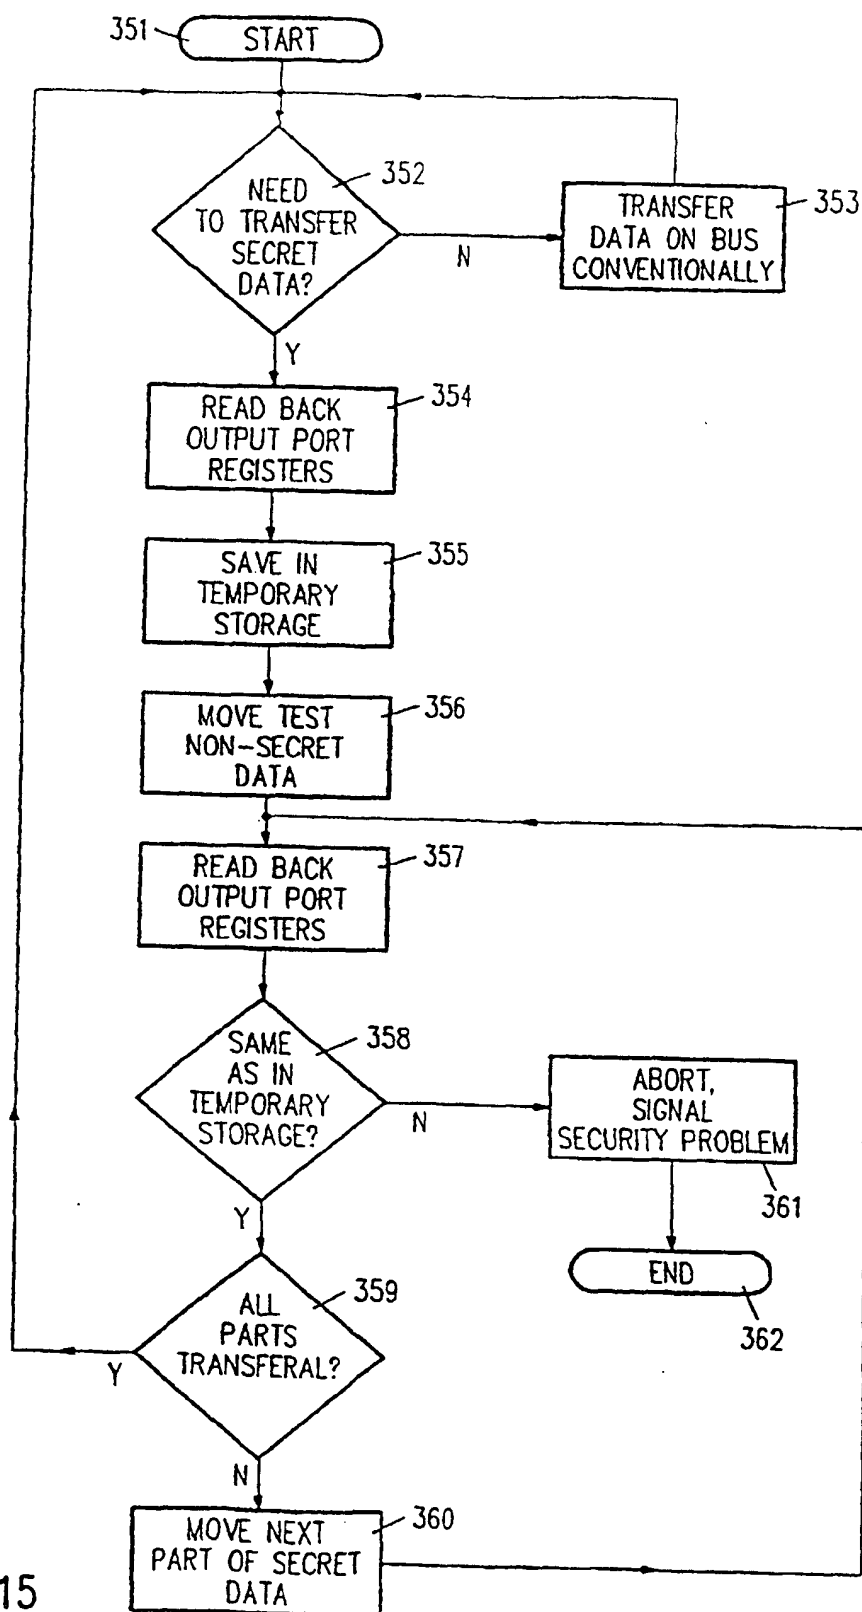 351
START
352
NEED
TO TRANSFER
SECRET
DATA?
N
Y
TRANSFER
DATA ON BUS
CONVENTIONALLY
353
READ BACK
OUTPUT PORT
REGISTERS
354
SAVE IN
TEMPORARY
STORAGE
355
MOVE TEST
NON-SECRET
DATA
356
READ BACK
OUTPUT PORT
REGISTERS
357
SAME
AS IN
TEMPORARY
STORAGE?
358
N
Y
ABORT,
SIGNAL
SECURITY PROBLEM
361
END
362
ALL
PARTS
TRANSFERAL?
359
Y
N
MOVE NEXT
PART OF SECRET
DATA
360
15